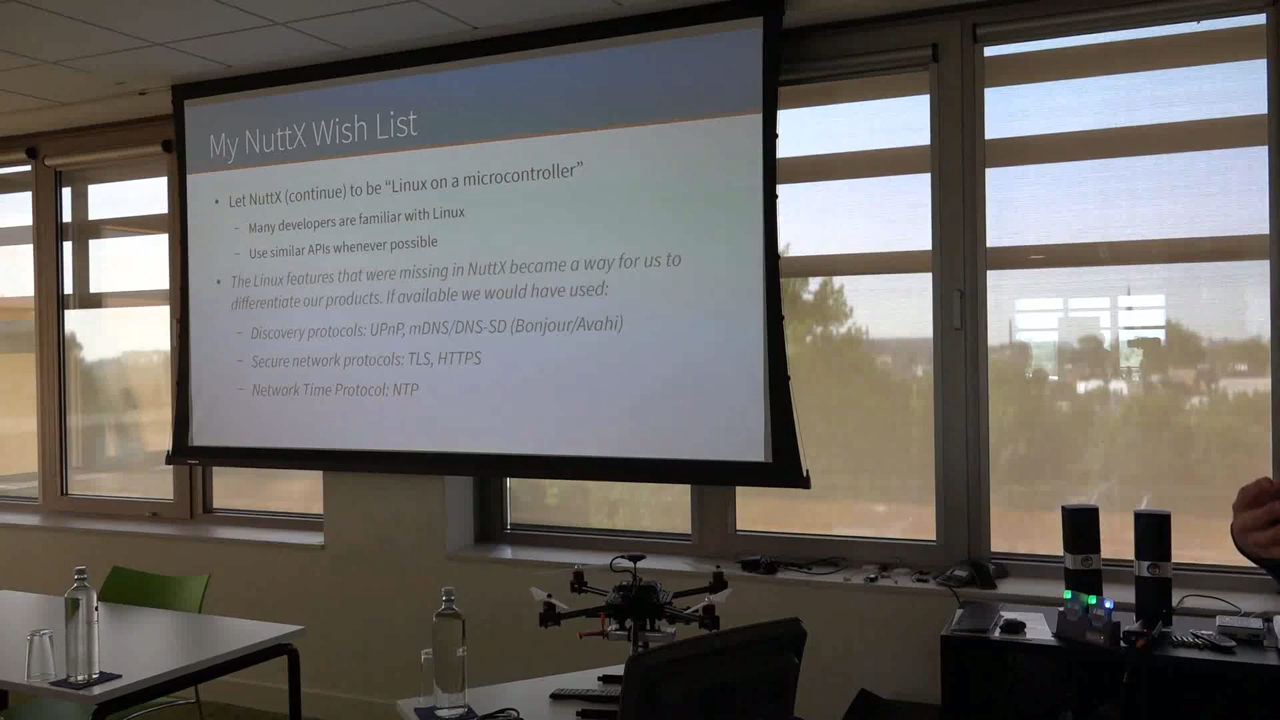 My NuttX Wish List
• Let NuttX (continue) to be “Linux on a microcontroller”
– Many developers are familiar with Linux
– Use similar APIs whenever possible
• The Linux features that were missing in NuttX became a way for us to
differentiate our products. If available we would have used:
– Discovery protocols: UPnP, mDNS/DNS-SD (Bonjour/Avahi)
– Secure network protocols: TLS, HTTPS
– Network Time Protocol: NTP